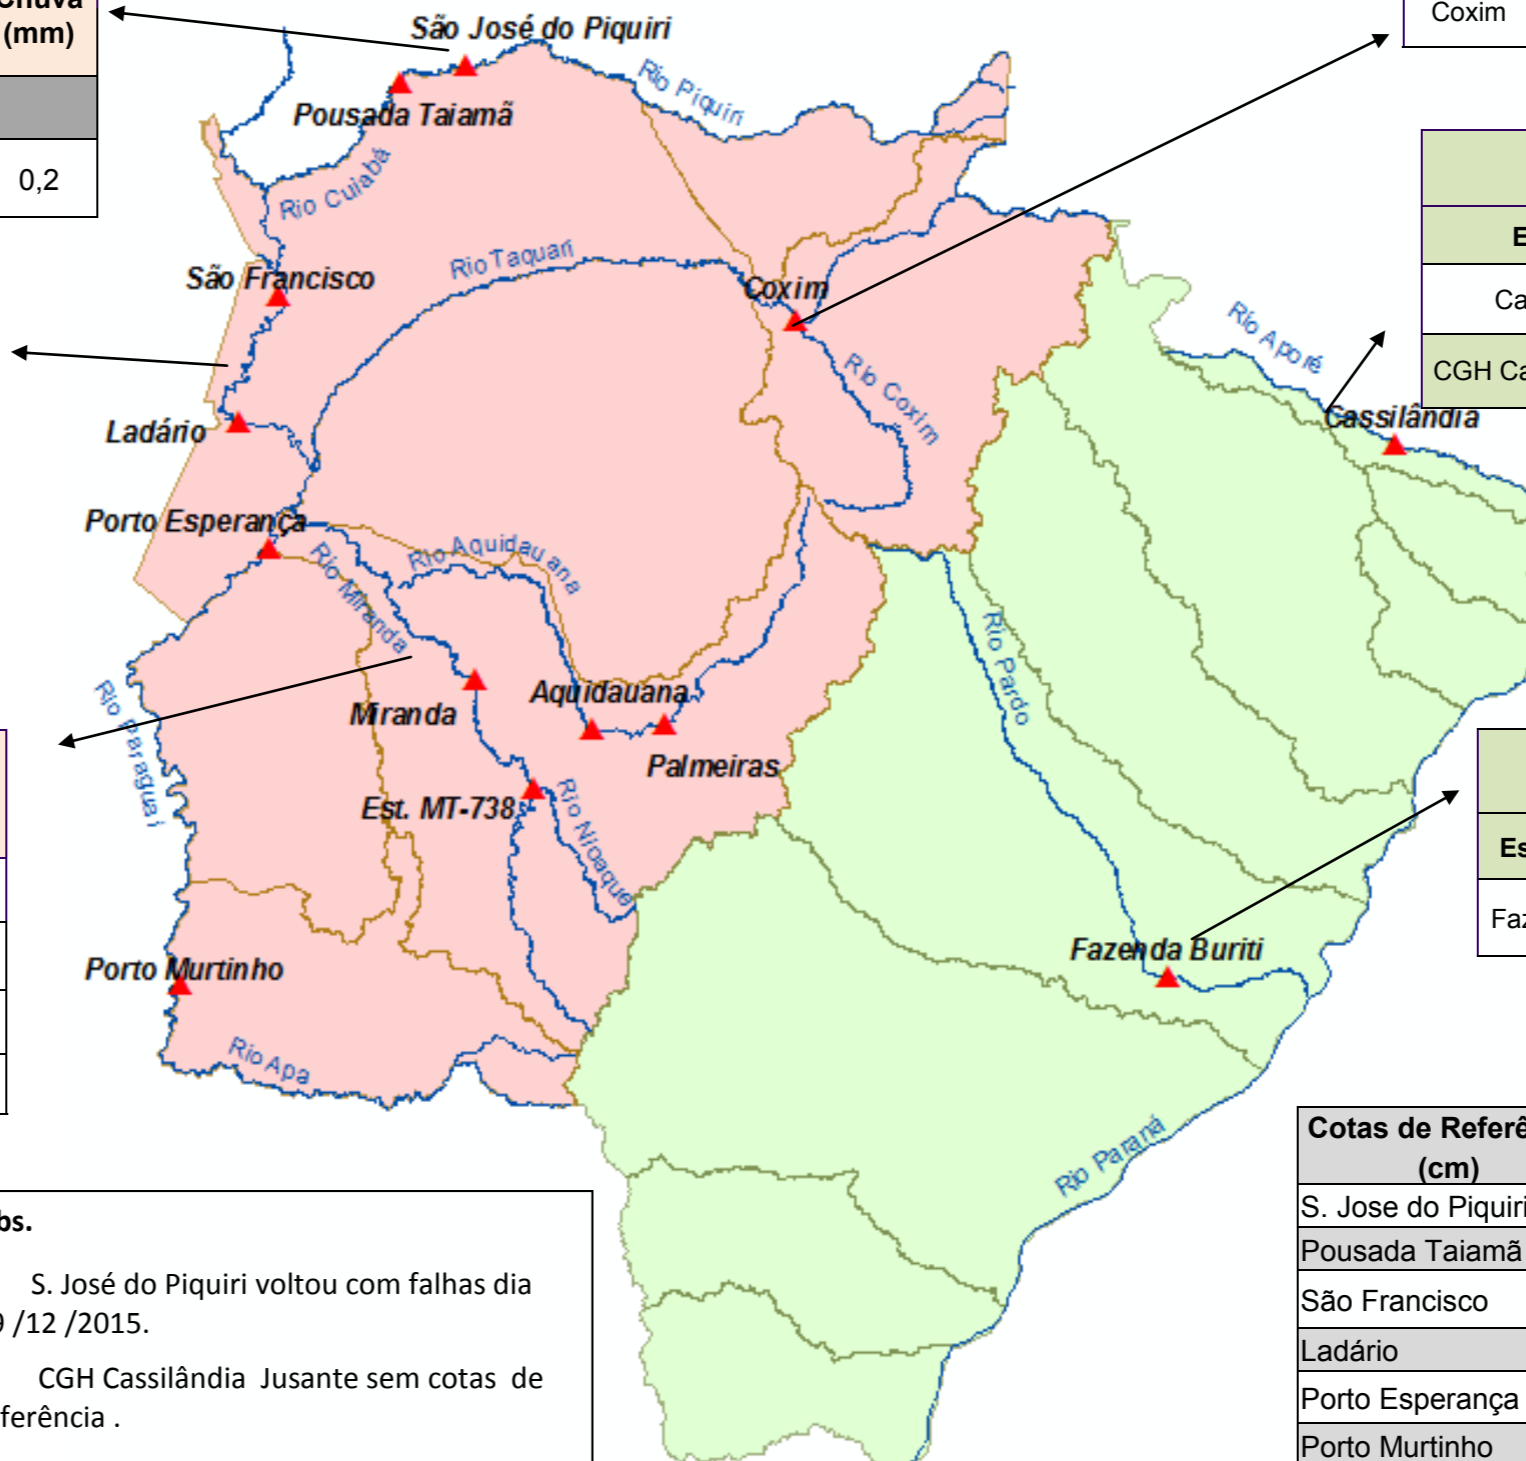 Chuva
(mm)
0,2
São José do Piquiri
Pousada Taiamã
Rio Piquiri
Rio Cuiabá
Coxim
São Francisco
Rio Taquari
Coxim
Rio Coxim
Rio Aporé
Cassilândia
E
Ca
CGH Ca
Ladário
Porto Esperança
Rio Miranda
Rio Aquidauana
Rio Pardo
Rio Paraguai
Miranda
Aquidauana
Palmeiras
Est. MT-738
Rio Nioaque
Es
Faz
Fazenda Buriti
Porto Murtinho
Rio Apa
Rio Paraná
bs.
S. José do Piquiri voltou com falhas dia
9 /12 /2015.
CGH Cassilândia Jusante sem cotas de
ferência .
Cotas de Referê
(cm)
S. Jose do Piquiri
Pousada Taiamã
São Francisco
Ladário
Porto Esperança
Porto Murtinho